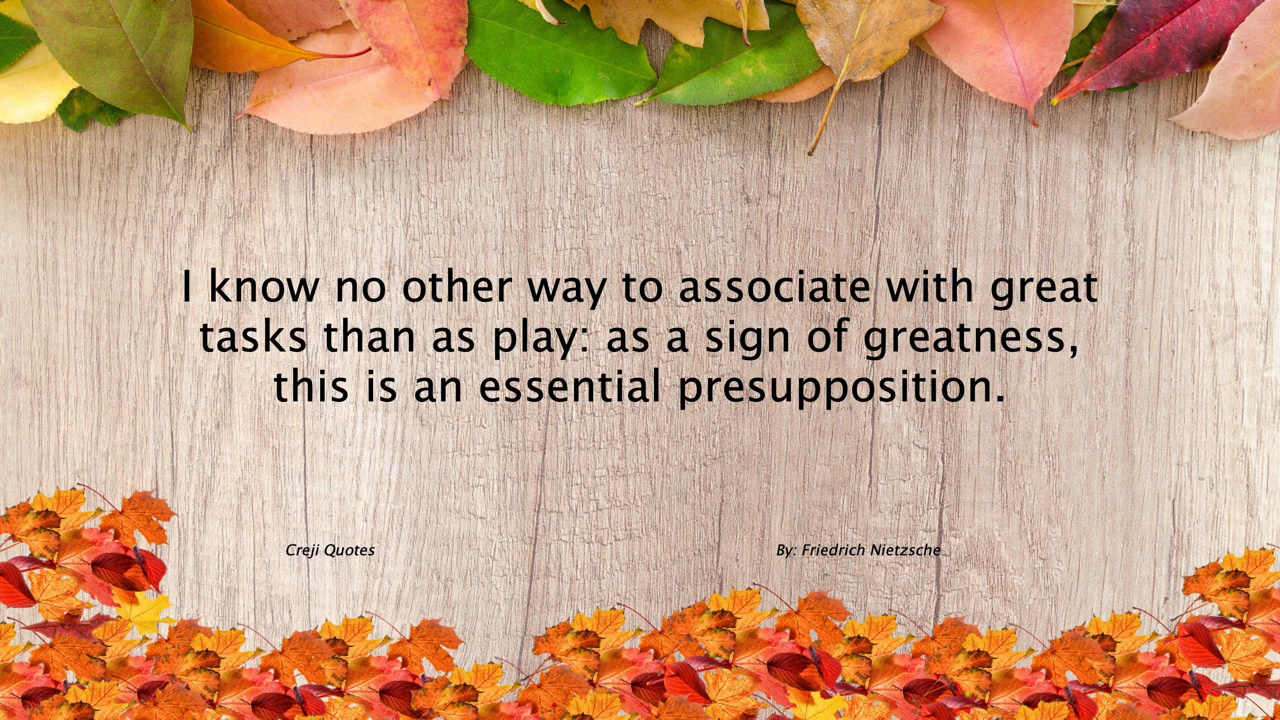 I know no other way to associate with great
tasks than as play: as a sign of greatness,
this is an essential presupposition.
Creji Quotes
By: Friedrich Nietzsche